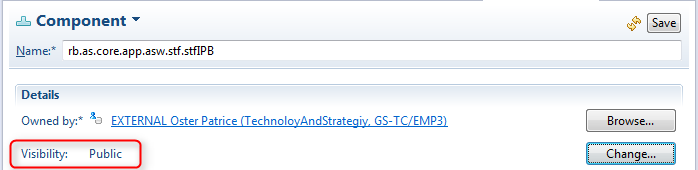 Component
Save
Name:* rb.as.core.app.asw.stf.stfIPB
Details
Owned by:* EXTERNAL Oster Patrice (TechnoloyAndStrategiy, GS-TC/EMP3) Browse...
Visibility: Public Change...